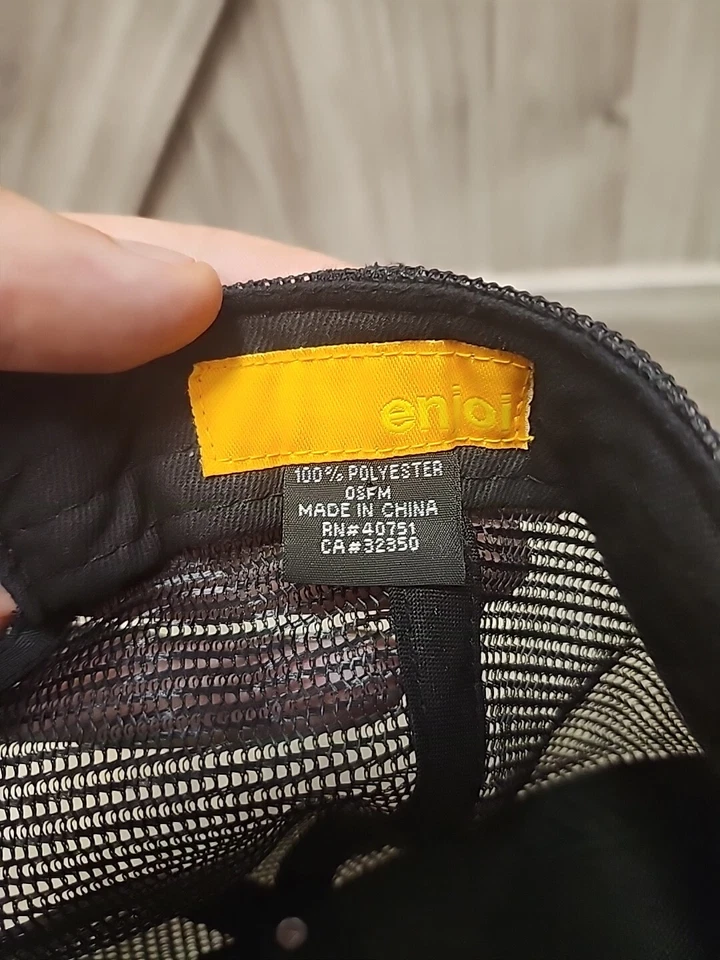 enjoi
100% POLYESTER
OSFM
MADE IN CHINA
RN#40751
CA#32350